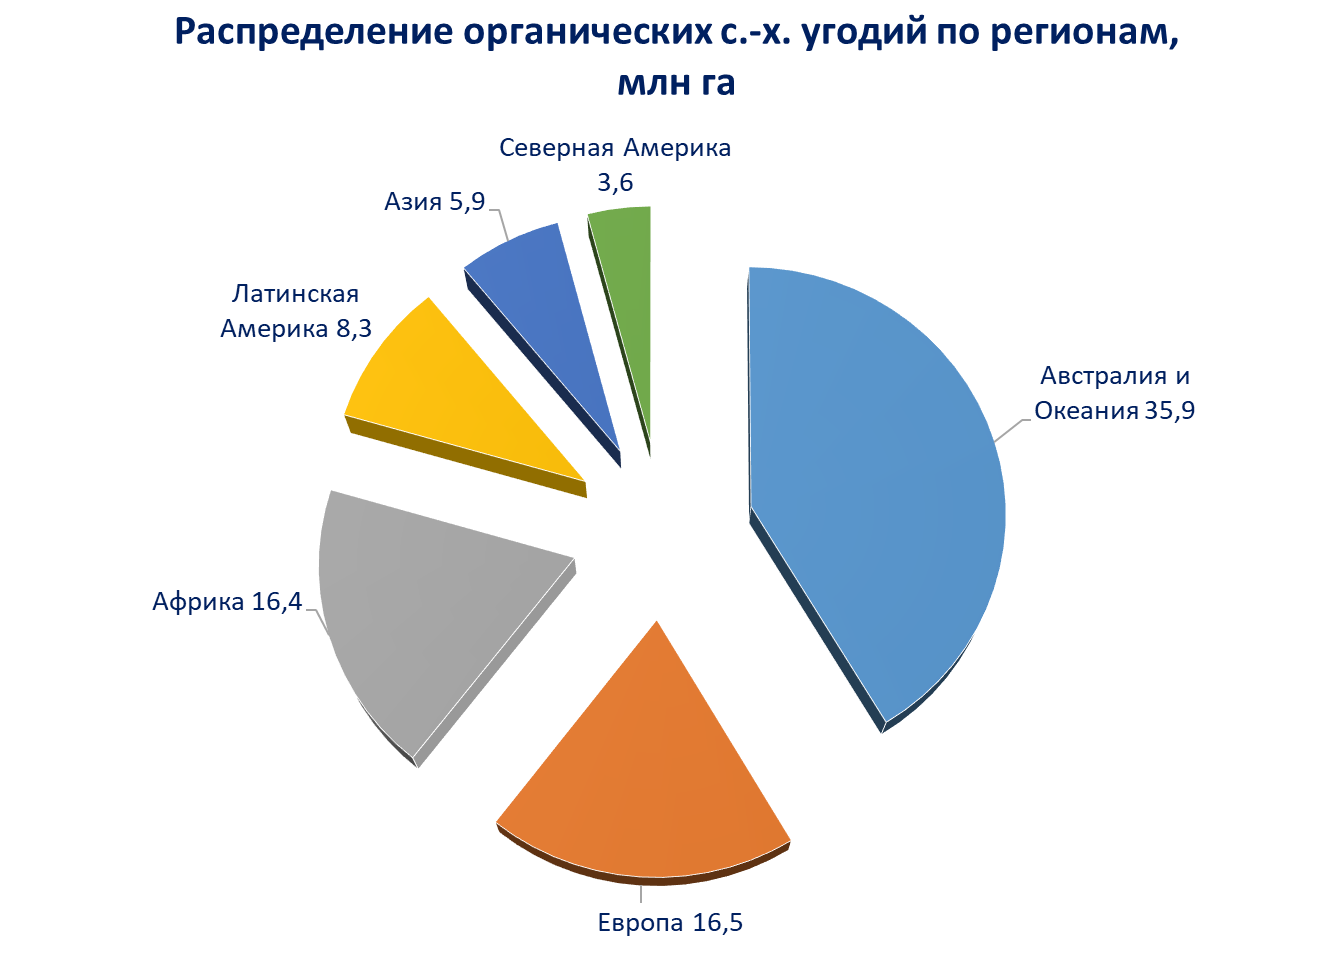 Распределение органических с.-х. угодий по регионам,
млн га
Северная Америка
3,6
Азия 5,9
Латинская
Америка 8,3
Австралия и
Океания 35,9
Африка 16,4
Европа 16,5